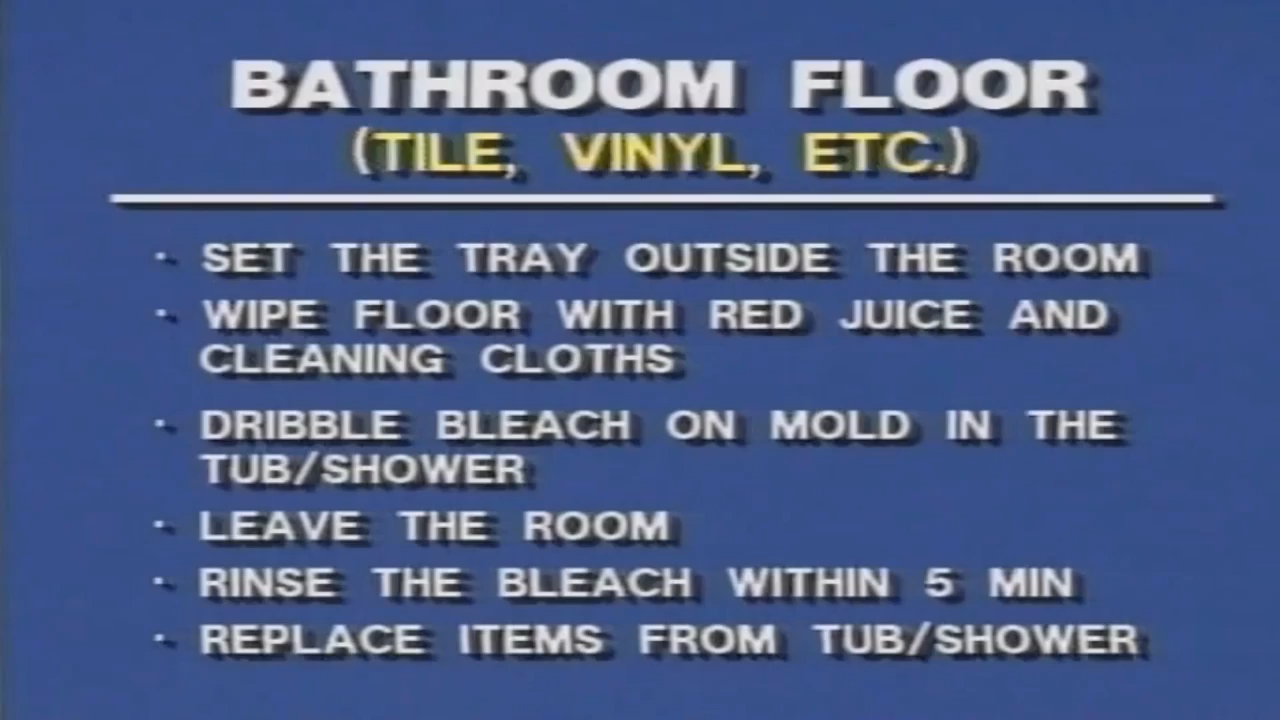 BATHROOM FLOOR
(TILE, VINYL, ETC.)
· SET THE TRAY OUTSIDE THE ROOM
· WIPE FLOOR WITH RED JUICE AND
CLEANING CLOTHS
· DRIBBLE BLEACH ON MOLD IN THE
TUB/SHOWER
· LEAVE THE ROOM
· RINSE THE BLEACH WITHIN 5 MIN
· REPLACE ITEMS FROM TUB/SHOWER